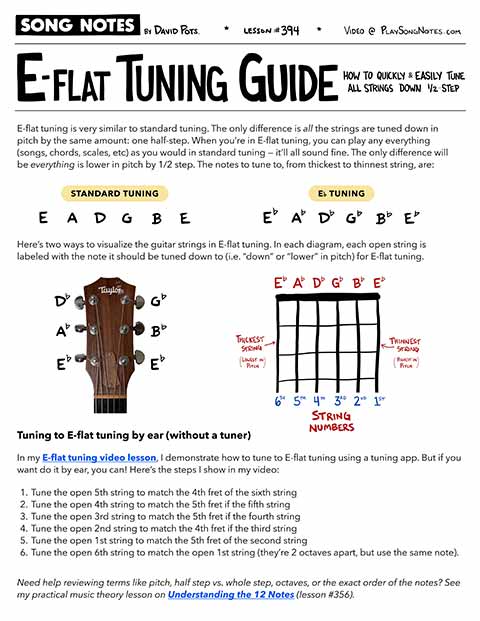 SONG NOTES BY DAVID POTS. * LESSON #394 * VIDEO @ PLAYSONGNOTES.COM
E-FLAT TUNING GUIDE
HOW TO QUICKLY & EASILY TUNE
ALL STRINGS DOWN 1/2 STEP
E-flat tuning is very similar to standard tuning. The only difference is all the strings are tuned down in
pitch by the same amount: one half-step. When you're in E-flat tuning, you can play any everything
(songs, chords, scales, etc) as you would in standard tuning – it'll all sound fine. The only difference will
be everything is lower in pitch by 1/2 step. The notes to tune to, from thickest to thinnest string, are:
STANDARD TUNING
E A D G B E
E♭ TUNING
E♭ A♭ D♭ G♭ B♭ E♭
Here's two ways to visualize the guitar strings in E-flat tuning. In each diagram, each open string is
labeled with the note it should be tuned down to (i.e. "down" or "lower" in pitch) for E-flat tuning.
Taylor
D♭ G♭
A♭ B♭
E♭ E♭
E♭ A♭ D♭ G♭ B♭ E♭
THICKEST
STRING
(LOWEST IN
PITCH)
THINNEST
STRING
(HIGHEST IN
PITCH)
6ST 5TH 4TH 3RD 2ND 1ST
STRING
NUMBERS
Tuning to E-flat tuning by ear (without a tuner)
In my E-flat tuning video lesson, I demonstrate how to tune to E-flat tuning using a tuning app. But if you
want do it by ear, you can! Here's the steps I show in my video:
1. Tune the open 5th string to match the 4th fret of the sixth string
2. Tune the open 4th string to match the 5th fret if the fifth string
3. Tune the open 3rd string to match the 5th fret if the fourth string
4. Tune the open 2nd string to match the 4th fret if the third string
5. Tune the open 1st string to match the 5th fret of the second string
6. Tune the open 6th string to match the open 1st string (they're 2 octaves apart, but use the same note).
Need help reviewing terms like pitch, half step vs. whole step, octaves, or the exact order of the notes? See
my practical music theory lesson on Understanding the 12 Notes (lesson #356).